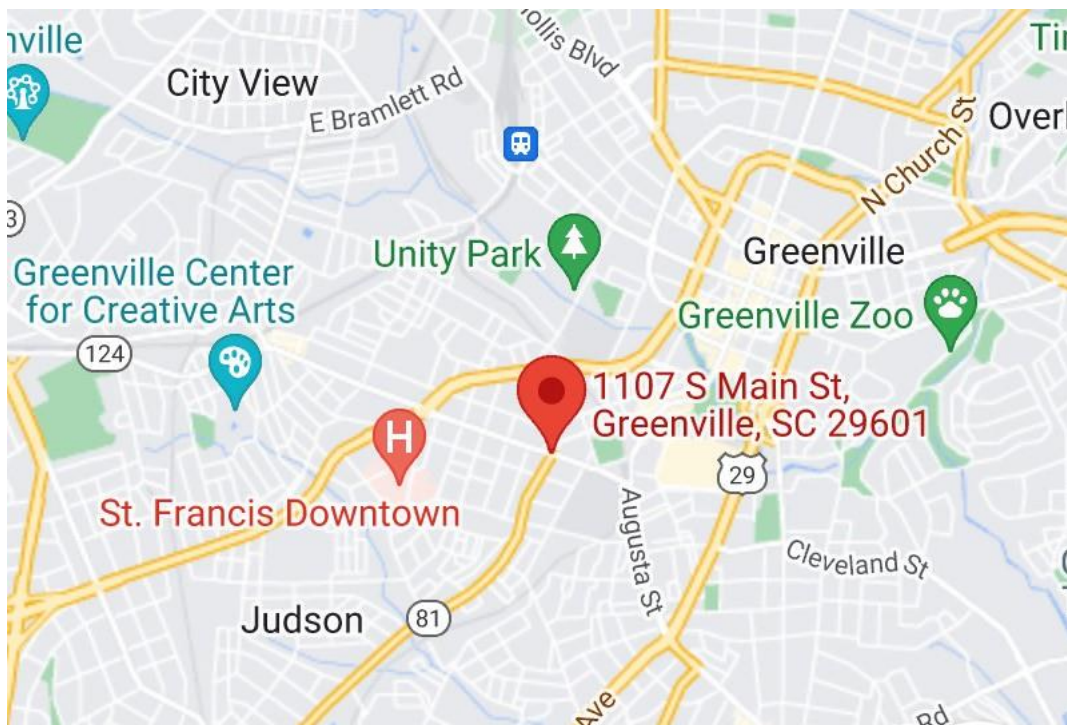 nville
City View
E Bramlett Rd
Hollis Blvd
N Church St
Unity Park
Greenville
Greenville Center
for Creative Arts
Greenville Zoo
124
1107 S Main St,
Greenville, SC 29601
H
29
St. Francis Downtown
Augusta St
Cleveland St
Judson
81
Ave
Rd